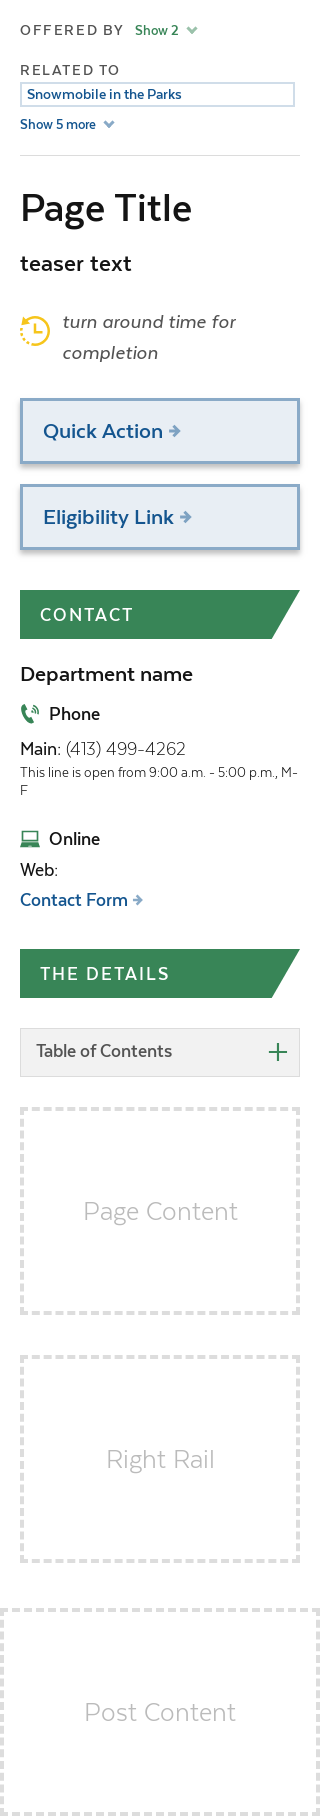 OFFERED BY Show 2
RELATED TO
Snowmobile in the Parks
Show 5 more
Page Title
teaser text
turn around time for
completion
Quick Action
Eligibility Link
CONTACT
Department name
Phone
Main: (413) 499-4262
This line is open from 9:00 a.m. - 5:00 p.m., M-
F
Online
Web:
Contact Form
THE DETAILS
Table of Contents
Page Content
Right Rail
Post Content